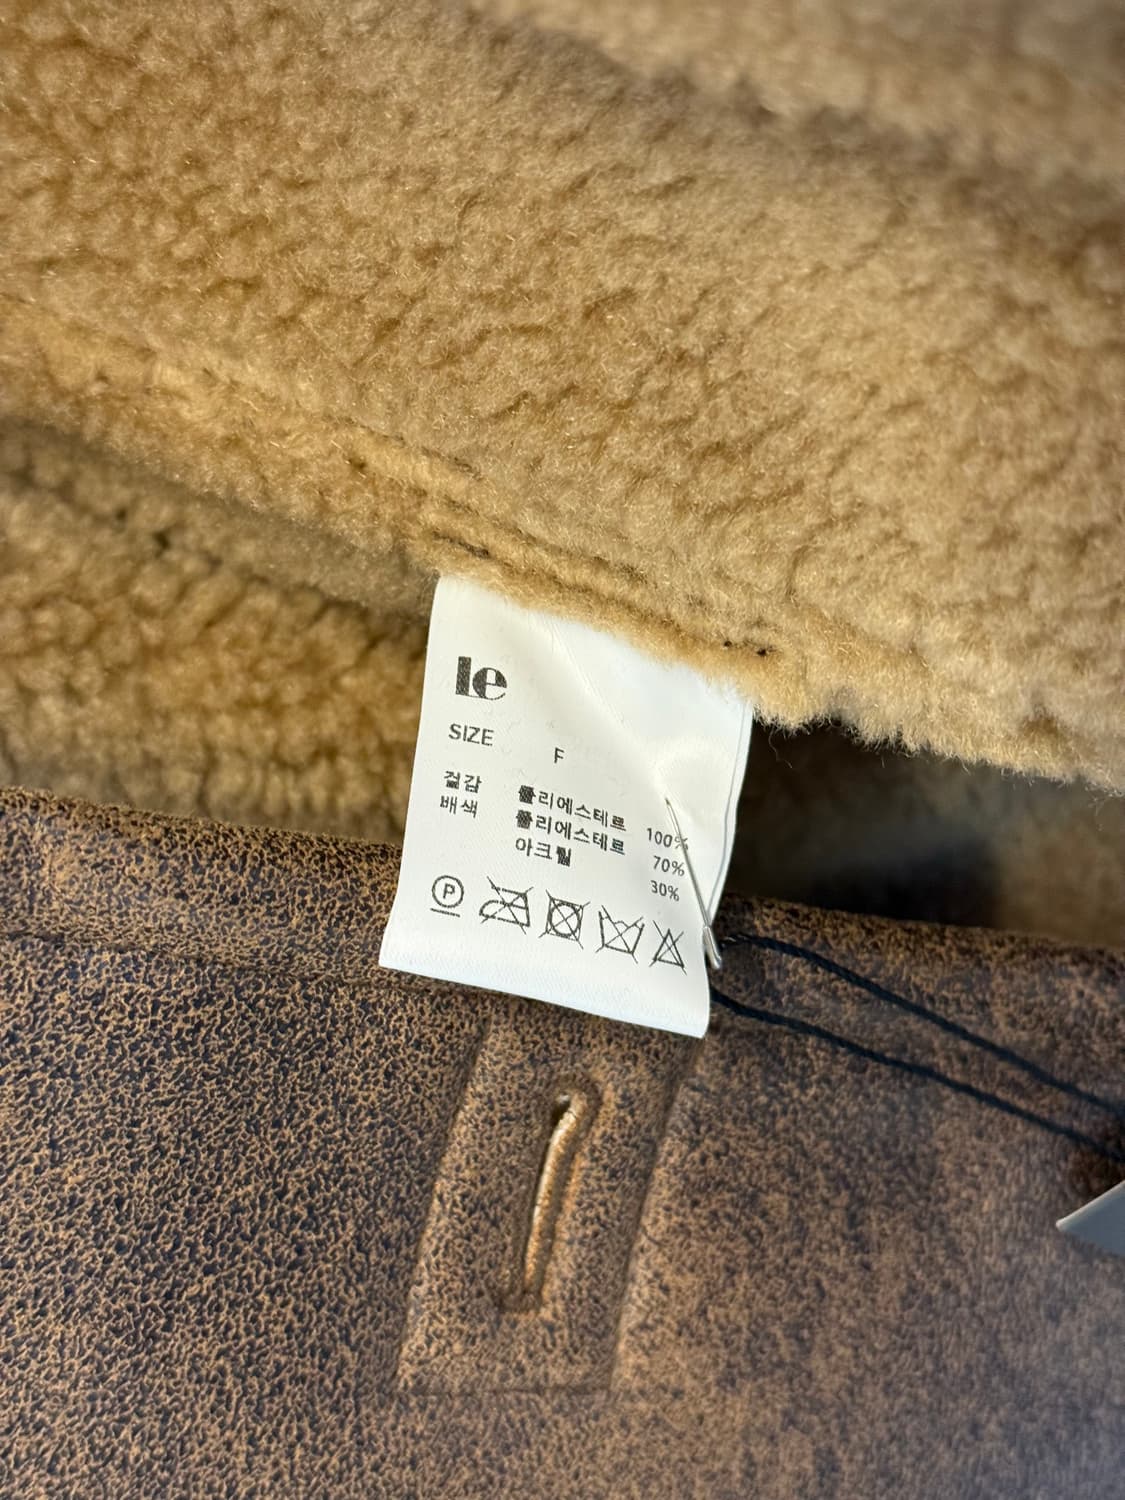 le
SIZE F
겉감 폴리에스테르 100%
배색 폴리에스테르 70%
아크릴 30%
P